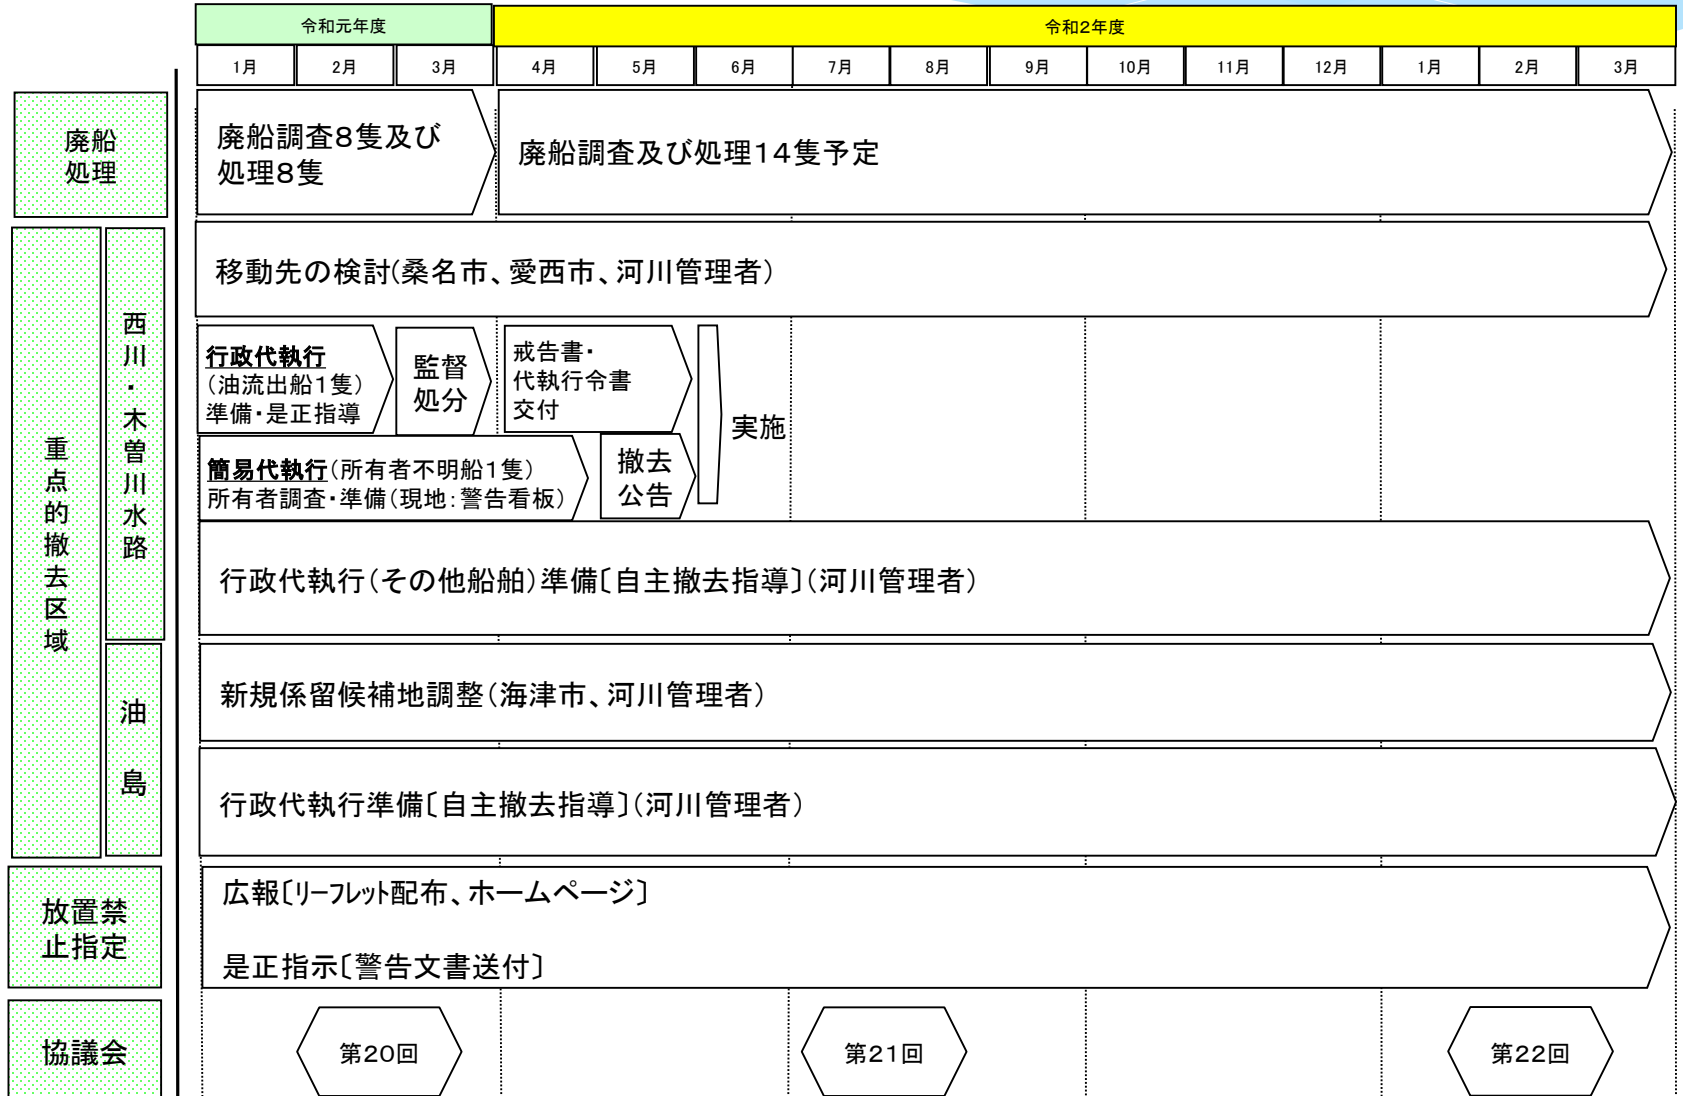 令和元年度
令和2年度
1月 2月 3月 4月 5月 6月 7月 8月 9月 10月 11月 12月 1月 2月 3月
廃船
処理
廃船調査8隻及び
処理8隻
廃船調査及び処理14隻予定
重点的撤去区域
西川・木曽川水路
移動先の検討(桑名市、愛西市、河川管理者)
行政代執行
(油流出船1隻)
準備・是正指導
監督
処分
戒告書・
代執行令書
交付
実施
簡易代執行(所有者不明船1隻)
所有者調査・準備(現地:警告看板)
撤去
公告
行政代執行(その他船舶)準備〔自主撤去指導〕(河川管理者)
油島
新規係留候補地調整(海津市、河川管理者)
行政代執行準備〔自主撤去指導〕(河川管理者)
放置禁
止指定
広報〔リーフレット配布、ホームページ〕
是正指示〔警告文書送付〕
協議会
第20回
第21回
第22回